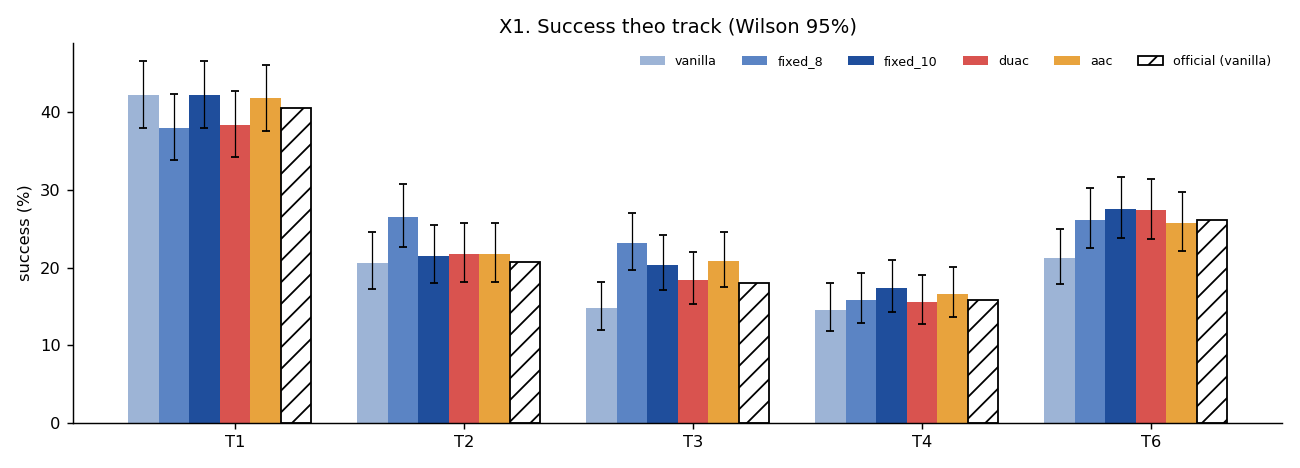 X1. Success theo track (Wilson 95%)
vanilla fixed_8 fixed_10 duac aac official (vanilla)
success (%)
40
30
20
10
0
T1 T2 T3 T4 T6